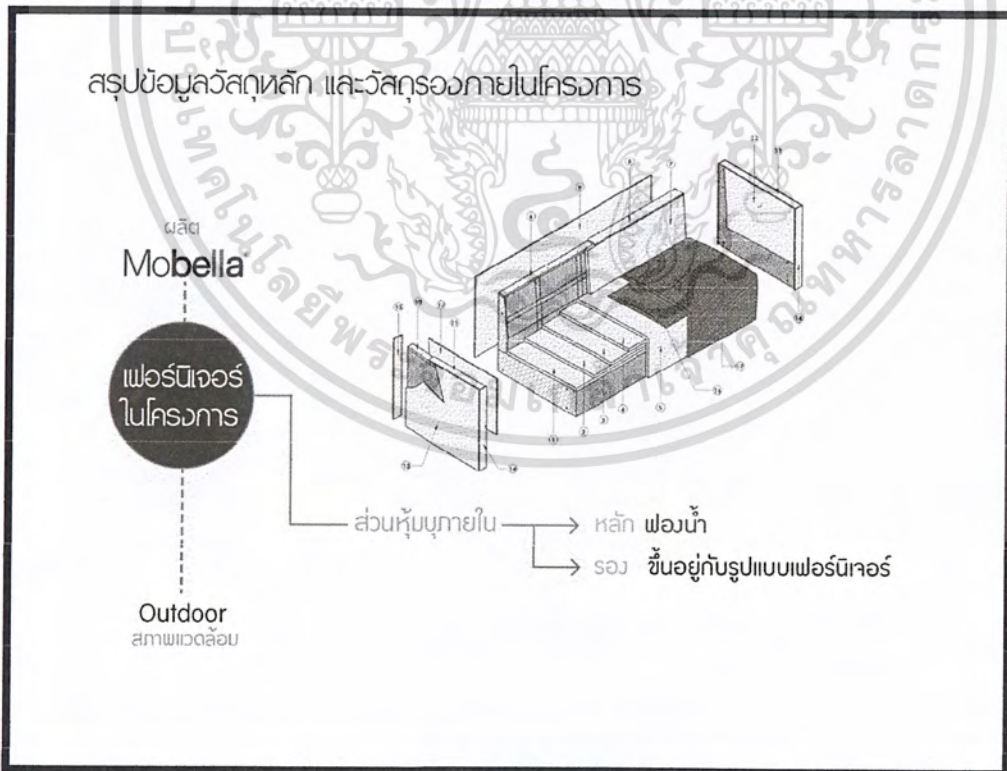 สรุปข้อมูลวัสดุหลัก และวัสดุรองภายในโครงการ
ผลิต
Mobella
เฟอร์นิเจอร์
ในโครงการ
ส่วนหุ้มบุภายใน
หลัก ฟองน้ำ
รอง ขึ้นอยู่กับรูปแบบเฟอร์นิเจอร์
Outdoor
สภาพแวดล้อม